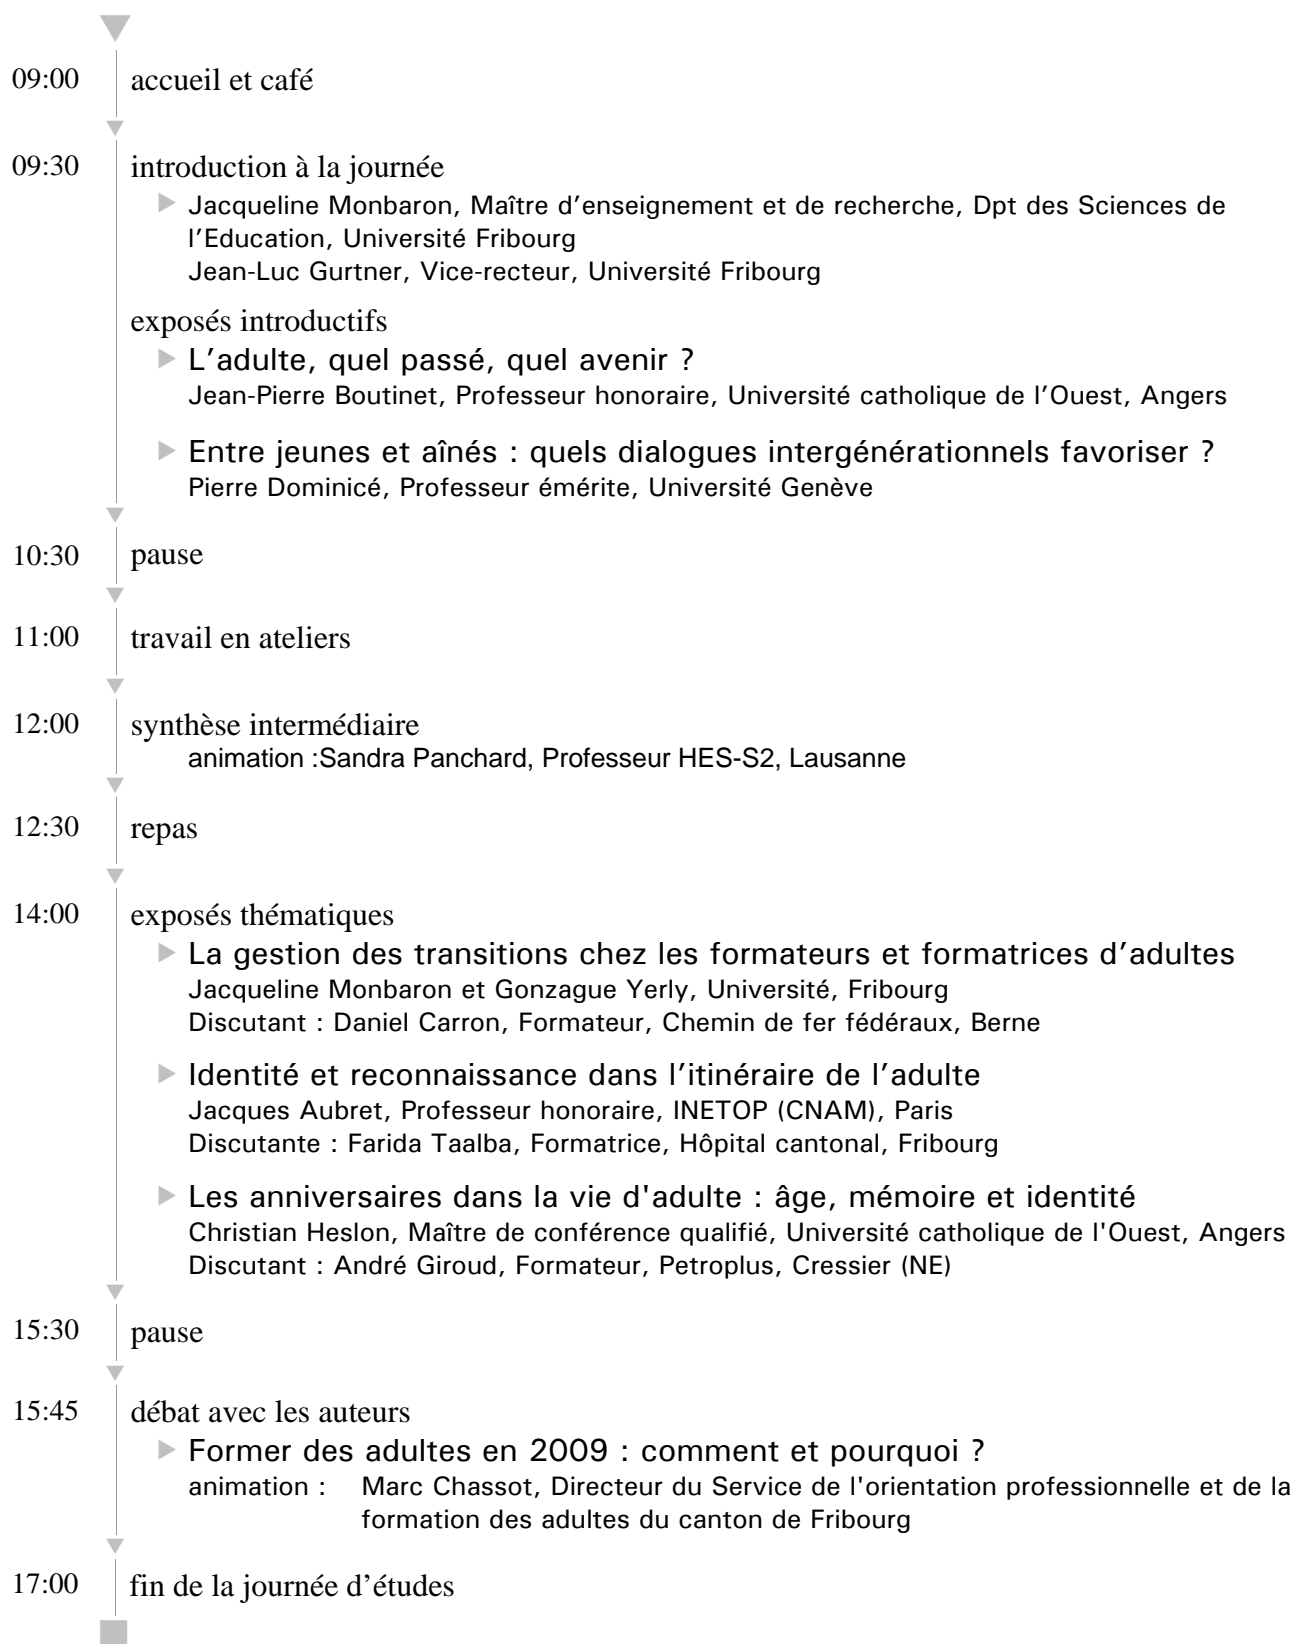 09:00 accueil et café
09:30 introduction à la journée
Jacqueline Monbaron, Maître d’enseignement et de recherche, Dpt des Sciences de
l’Education, Université Fribourg
Jean-Luc Gurtner, Vice-recteur, Université Fribourg
exposés introductifs
L’adulte, quel passé, quel avenir ?
Jean-Pierre Boutinet, Professeur honoraire, Université catholique de l’Ouest, Angers
Entre jeunes et aînés : quels dialogues intergénérationnels favoriser ?
Pierre Dominicé, Professeur émérite, Université Genève
10:30 pause
11:00 travail en ateliers
12:00 synthèse intermédiaire
animation :Sandra Panchard, Professeur HES-S2, Lausanne
12:30 repas
14:00 exposés thématiques
La gestion des transitions chez les formateurs et formatrices d’adultes
Jacqueline Monbaron et Gonzague Yerly, Université, Fribourg
Discutant : Daniel Carron, Formateur, Chemin de fer fédéraux, Berne
Identité et reconnaissance dans l’itinéraire de l’adulte
Jacques Aubret, Professeur honoraire, INETOP (CNAM), Paris
Discutante : Farida Taalba, Formatrice, Hôpital cantonal, Fribourg
Les anniversaires dans la vie d'adulte : âge, mémoire et identité
Christian Heslon, Maître de conférence qualifié, Université catholique de l'Ouest, Angers
Discutant : André Giroud, Formateur, Petroplus, Cressier (NE)
15:30 pause
15:45 débat avec les auteurs
Former des adultes en 2009 : comment et pourquoi ?
animation : Marc Chassot, Directeur du Service de l'orientation professionnelle et de la
formation des adultes du canton de Fribourg
17:00 fin de la journée d’études